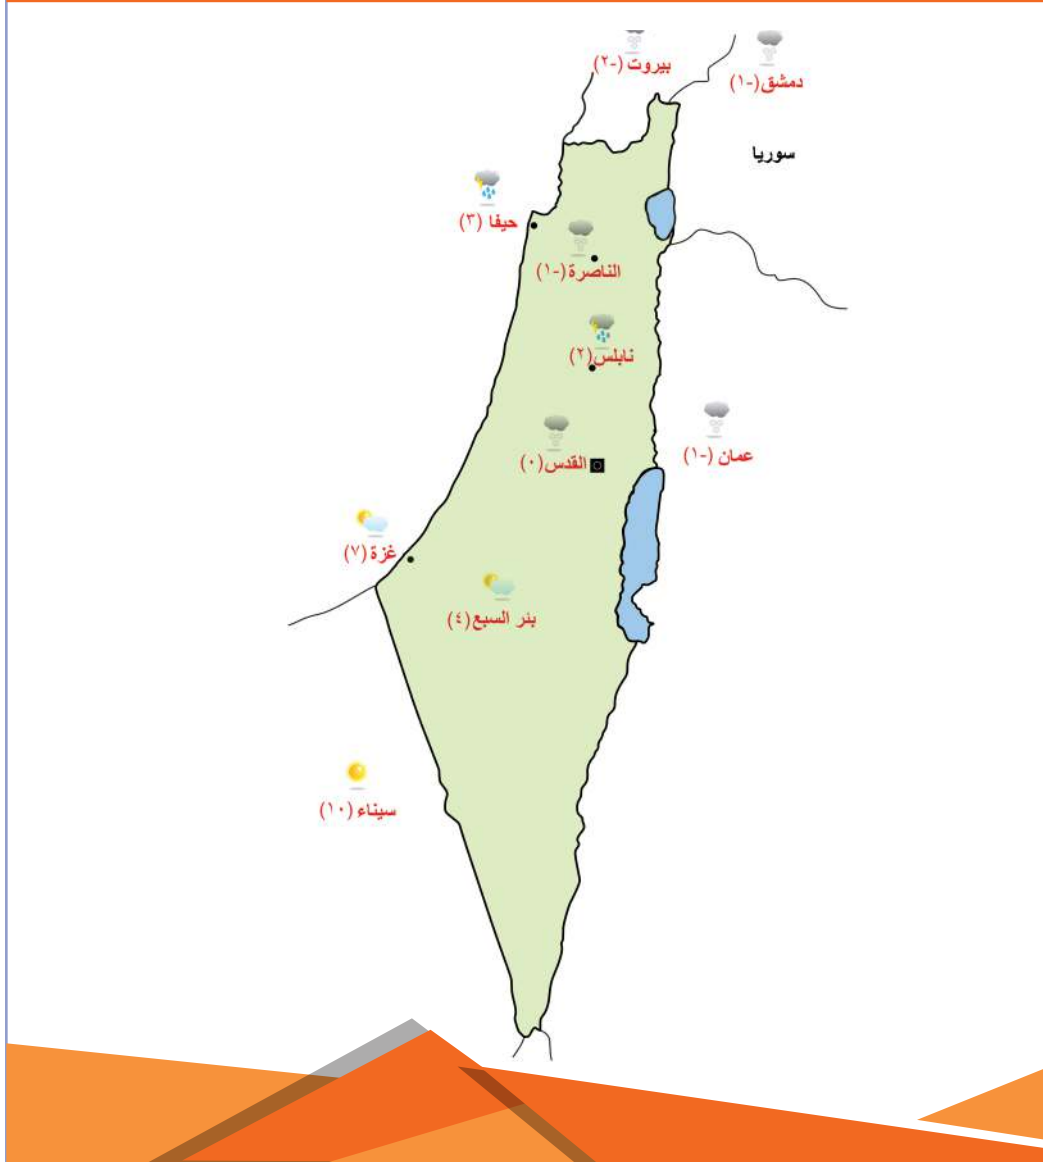 بيروت (-٢)
دمشق(-١)
سوريا
حيفا (٣)
الناصرة (-١)
نابلس(٢)
عمان (-١)
القدس(٠)
غزة (٧)
بئر السبع(٤)
سيناء (١٠)